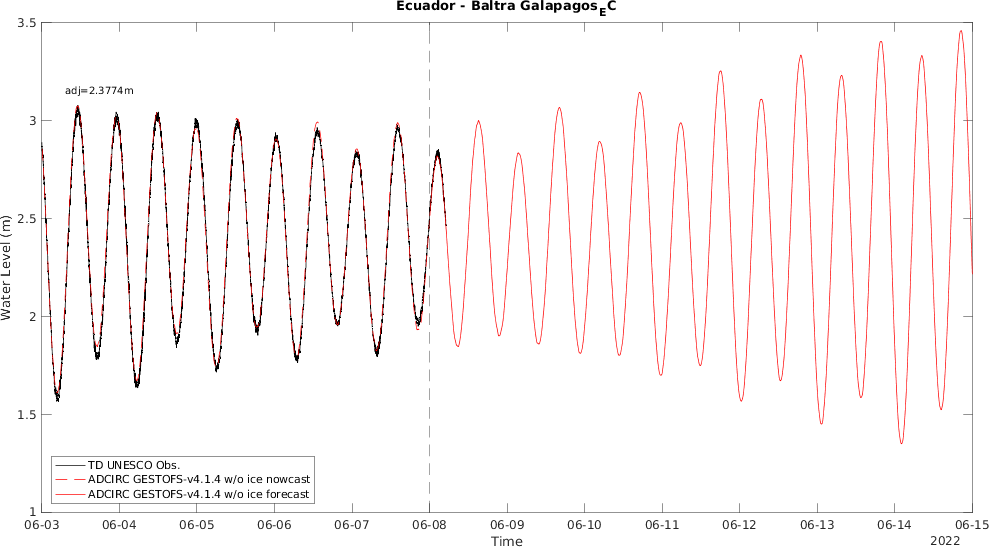 Ecuador - Baltra Galapagos_EC
3.5
adj=2.3774m
3
2.5
Water Level (m)
2
1.5
TD UNESCO Obs.
ADCIRC GESTOFS-v4.1.4 w/o ice nowcast
ADCIRC GESTOFS-v4.1.4 w/o ice forecast
1
06-03 06-04 06-05 06-06 06-07 06-08 06-09 06-10 06-11 06-12 06-13 06-14 06-15
Time
2022